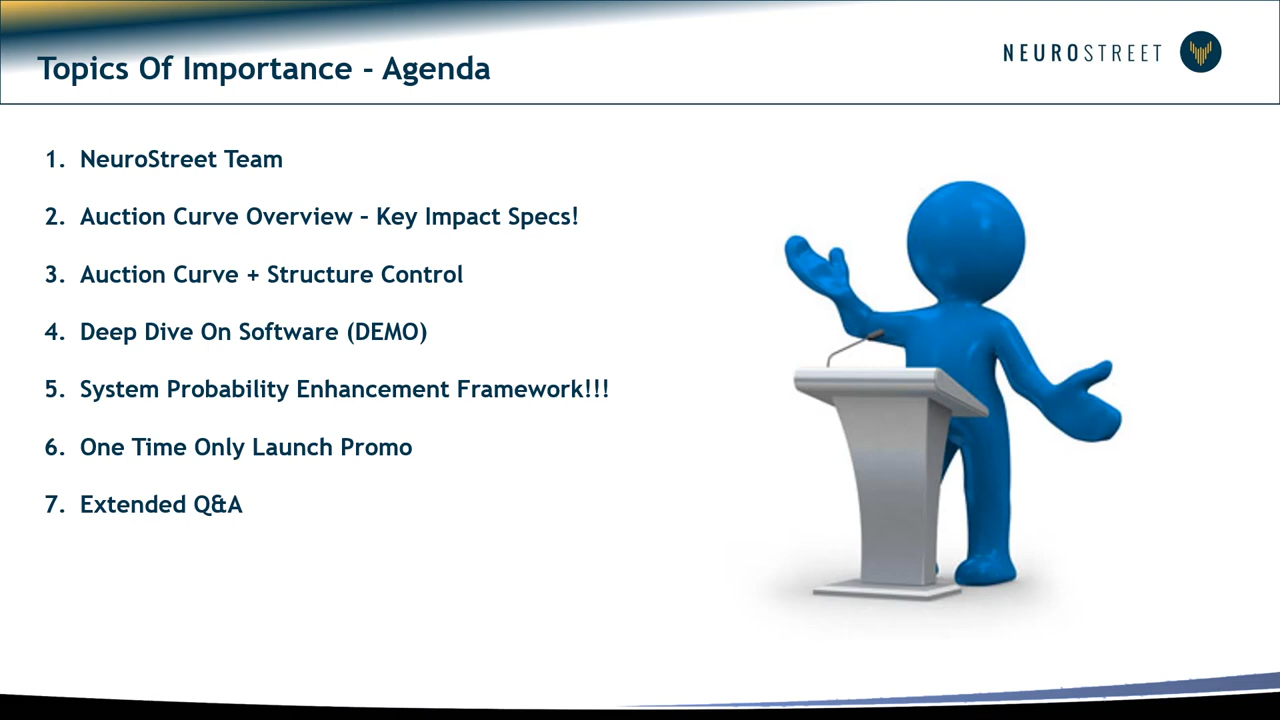 Topics Of Importance - Agenda
NEUROSTREET
1. NeuroStreet Team
2. Auction Curve Overview – Key Impact Specs!
3. Auction Curve + Structure Control
4. Deep Dive On Software (DEMO)
5. System Probability Enhancement Framework!!!
6. One Time Only Launch Promo
7. Extended Q&A